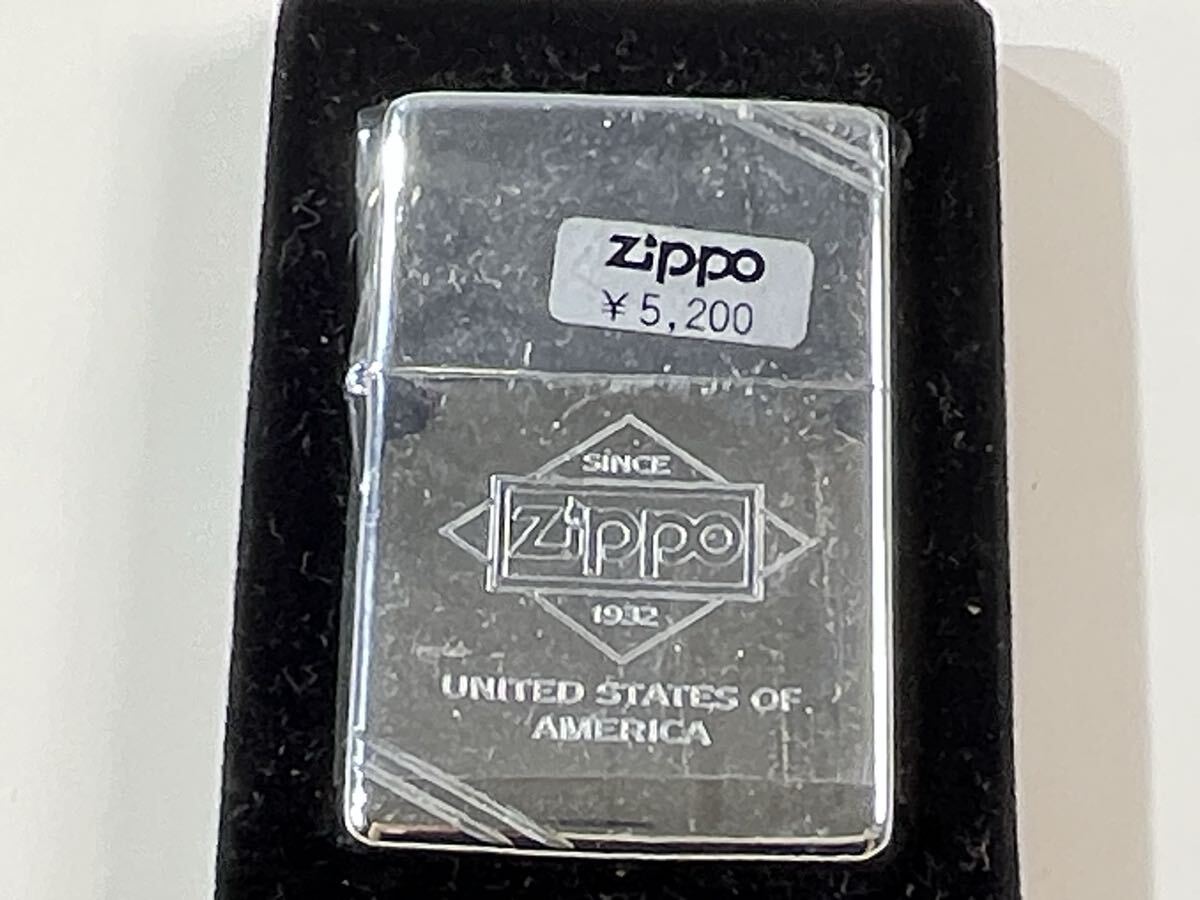 Zippo
¥5,200
SINCE
Zippo
1932
UNITED STATES OF
AMERICA